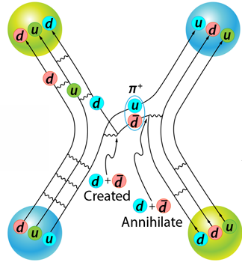 d u d
u d u
π⁺
d u d
u
d̄
d + d̄
Created
d + d̄
Annihilate
d u u
d u d